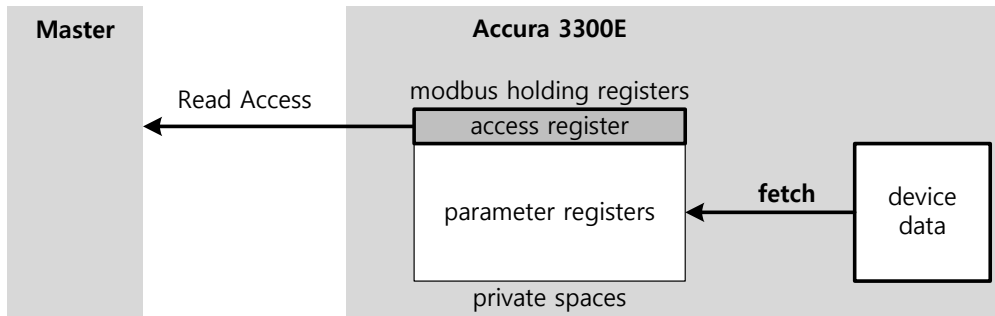 Master
Accura 3300E
Read Access
modbus holding registers
access register
parameter registers
fetch
device
data
private spaces